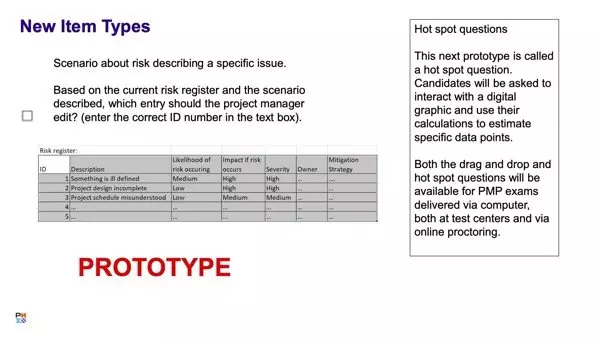 New Item Types
Scenario about risk describing a specific issue.
Based on the current risk register and the scenario
described, which entry should the project manager
edit? (enter the correct ID number in the text box).
Risk register:
ID Description Likelihood of risk occuring Impact if risk occurs Severity Owner Mitigation Strategy
1 Something is ill defined Medium High High ... ...
2 Project design incomplete Low High High ... ...
3 Project schedule misunderstood Low Medium Medium ... ...
4 ... ... ... ... ... ...
5 ... ... ... ... ... ...
PROTOTYPE
Hot spot questions
This next prototype is called
a hot spot question.
Candidates will be asked to
interact with a digital
graphic and use their
calculations to estimate
specific data points.
Both the drag and drop and
hot spot questions will be
available for PMP exams
delivered via computer,
both at test centers and via
online proctoring.